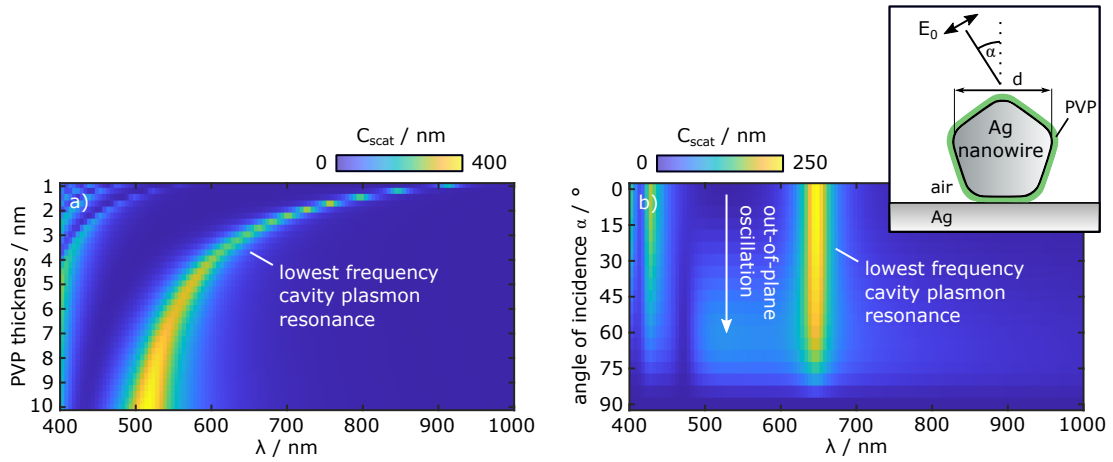 C_scat / nm
0
400
a)
1
2
3
4
5
6
7
8
9
10
PVP thickness / nm
lowest frequency
cavity plasmon
resonance
400
500
600
700
800
900
1000
λ / nm
C_scat / nm
0
250
b)
0
15
30
45
60
75
90
angle of incidence α / °
out-of-plane
oscillation
lowest frequency
cavity plasmon
resonance
400
500
600
700
800
900
1000
λ / nm
E_0
α
d
PVP
Ag
nanowire
air
Ag